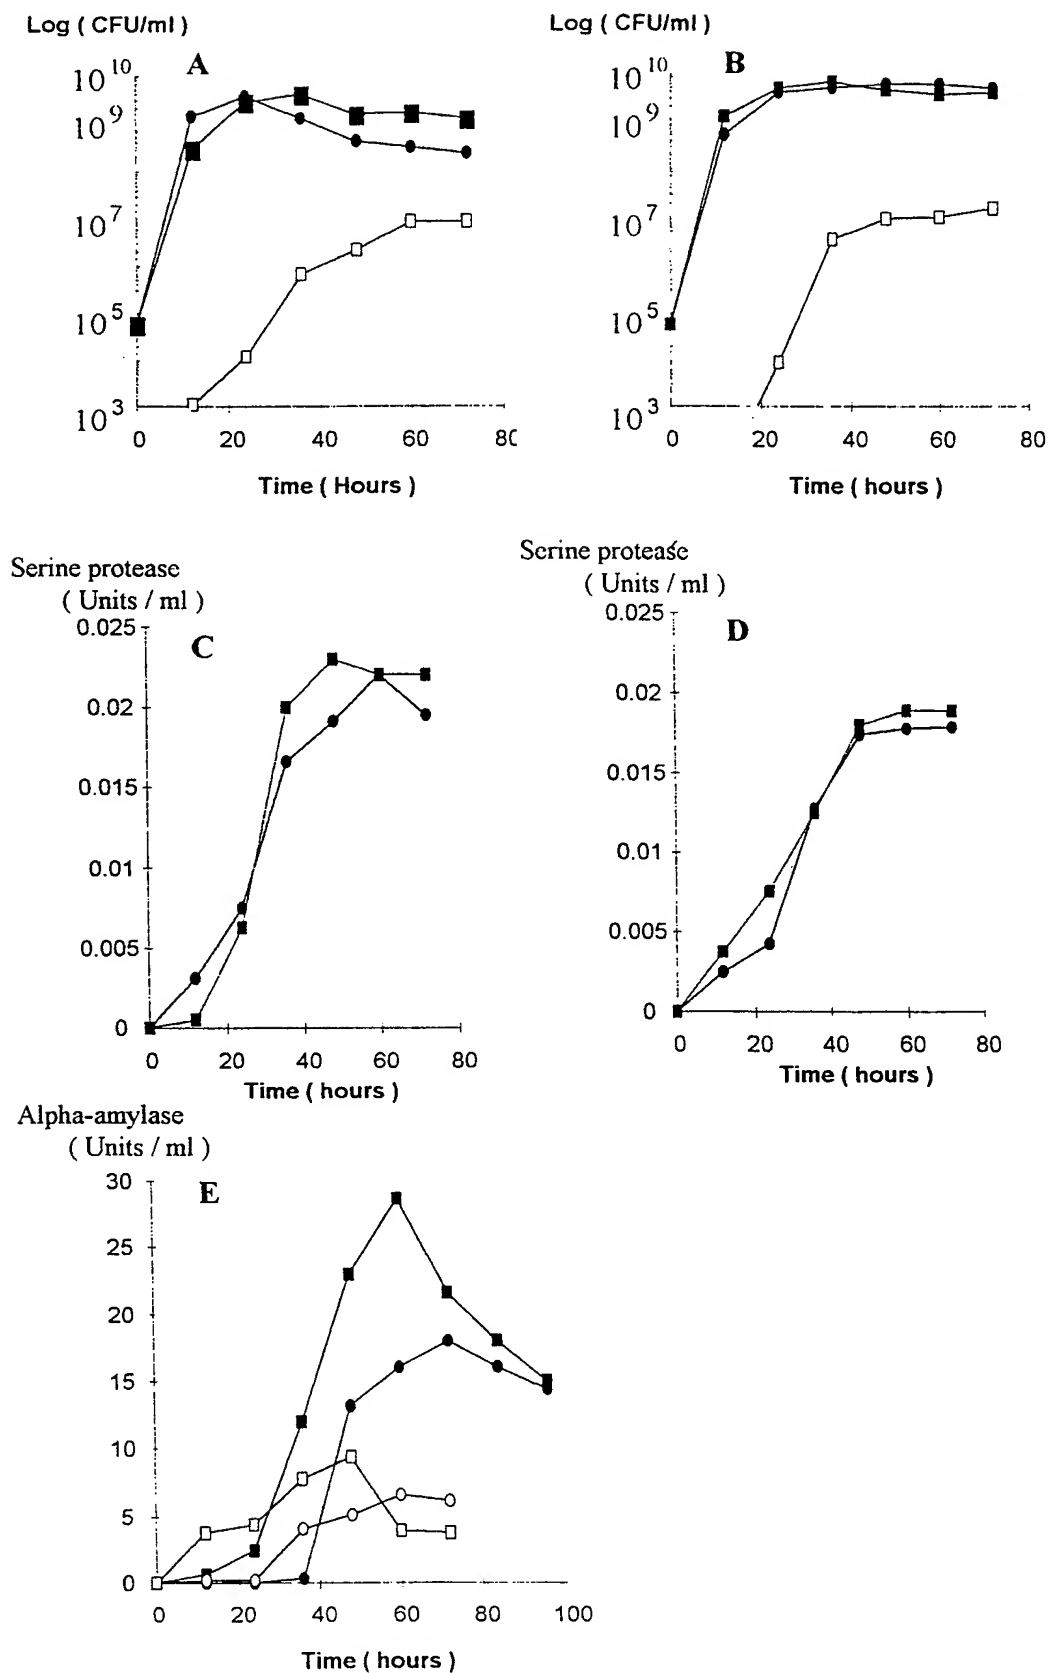 Log ( CFU/ml )
A
10 10
10 9
10 7
10 5
10 3
0 20 40 60 80
Time ( Hours )
Log ( CFU/ml )
B
10 10
10 9
10 7
10 5
10 3
0 20 40 60 80
Time ( hours )
Serine protease
( Units / ml )
C
0.025
0.02
0.015
0.01
0.005
0
0 20 40 60 80
Time ( hours )
Serine protease
( Units / ml )
D
0.025
0.02
0.015
0.01
0.005
0
0 20 40 60 80
Time ( hours )
Alpha-amylase
( Units / ml )
E
30
25
20
15
10
5
0
0 20 40 60 80 100
Time ( hours )